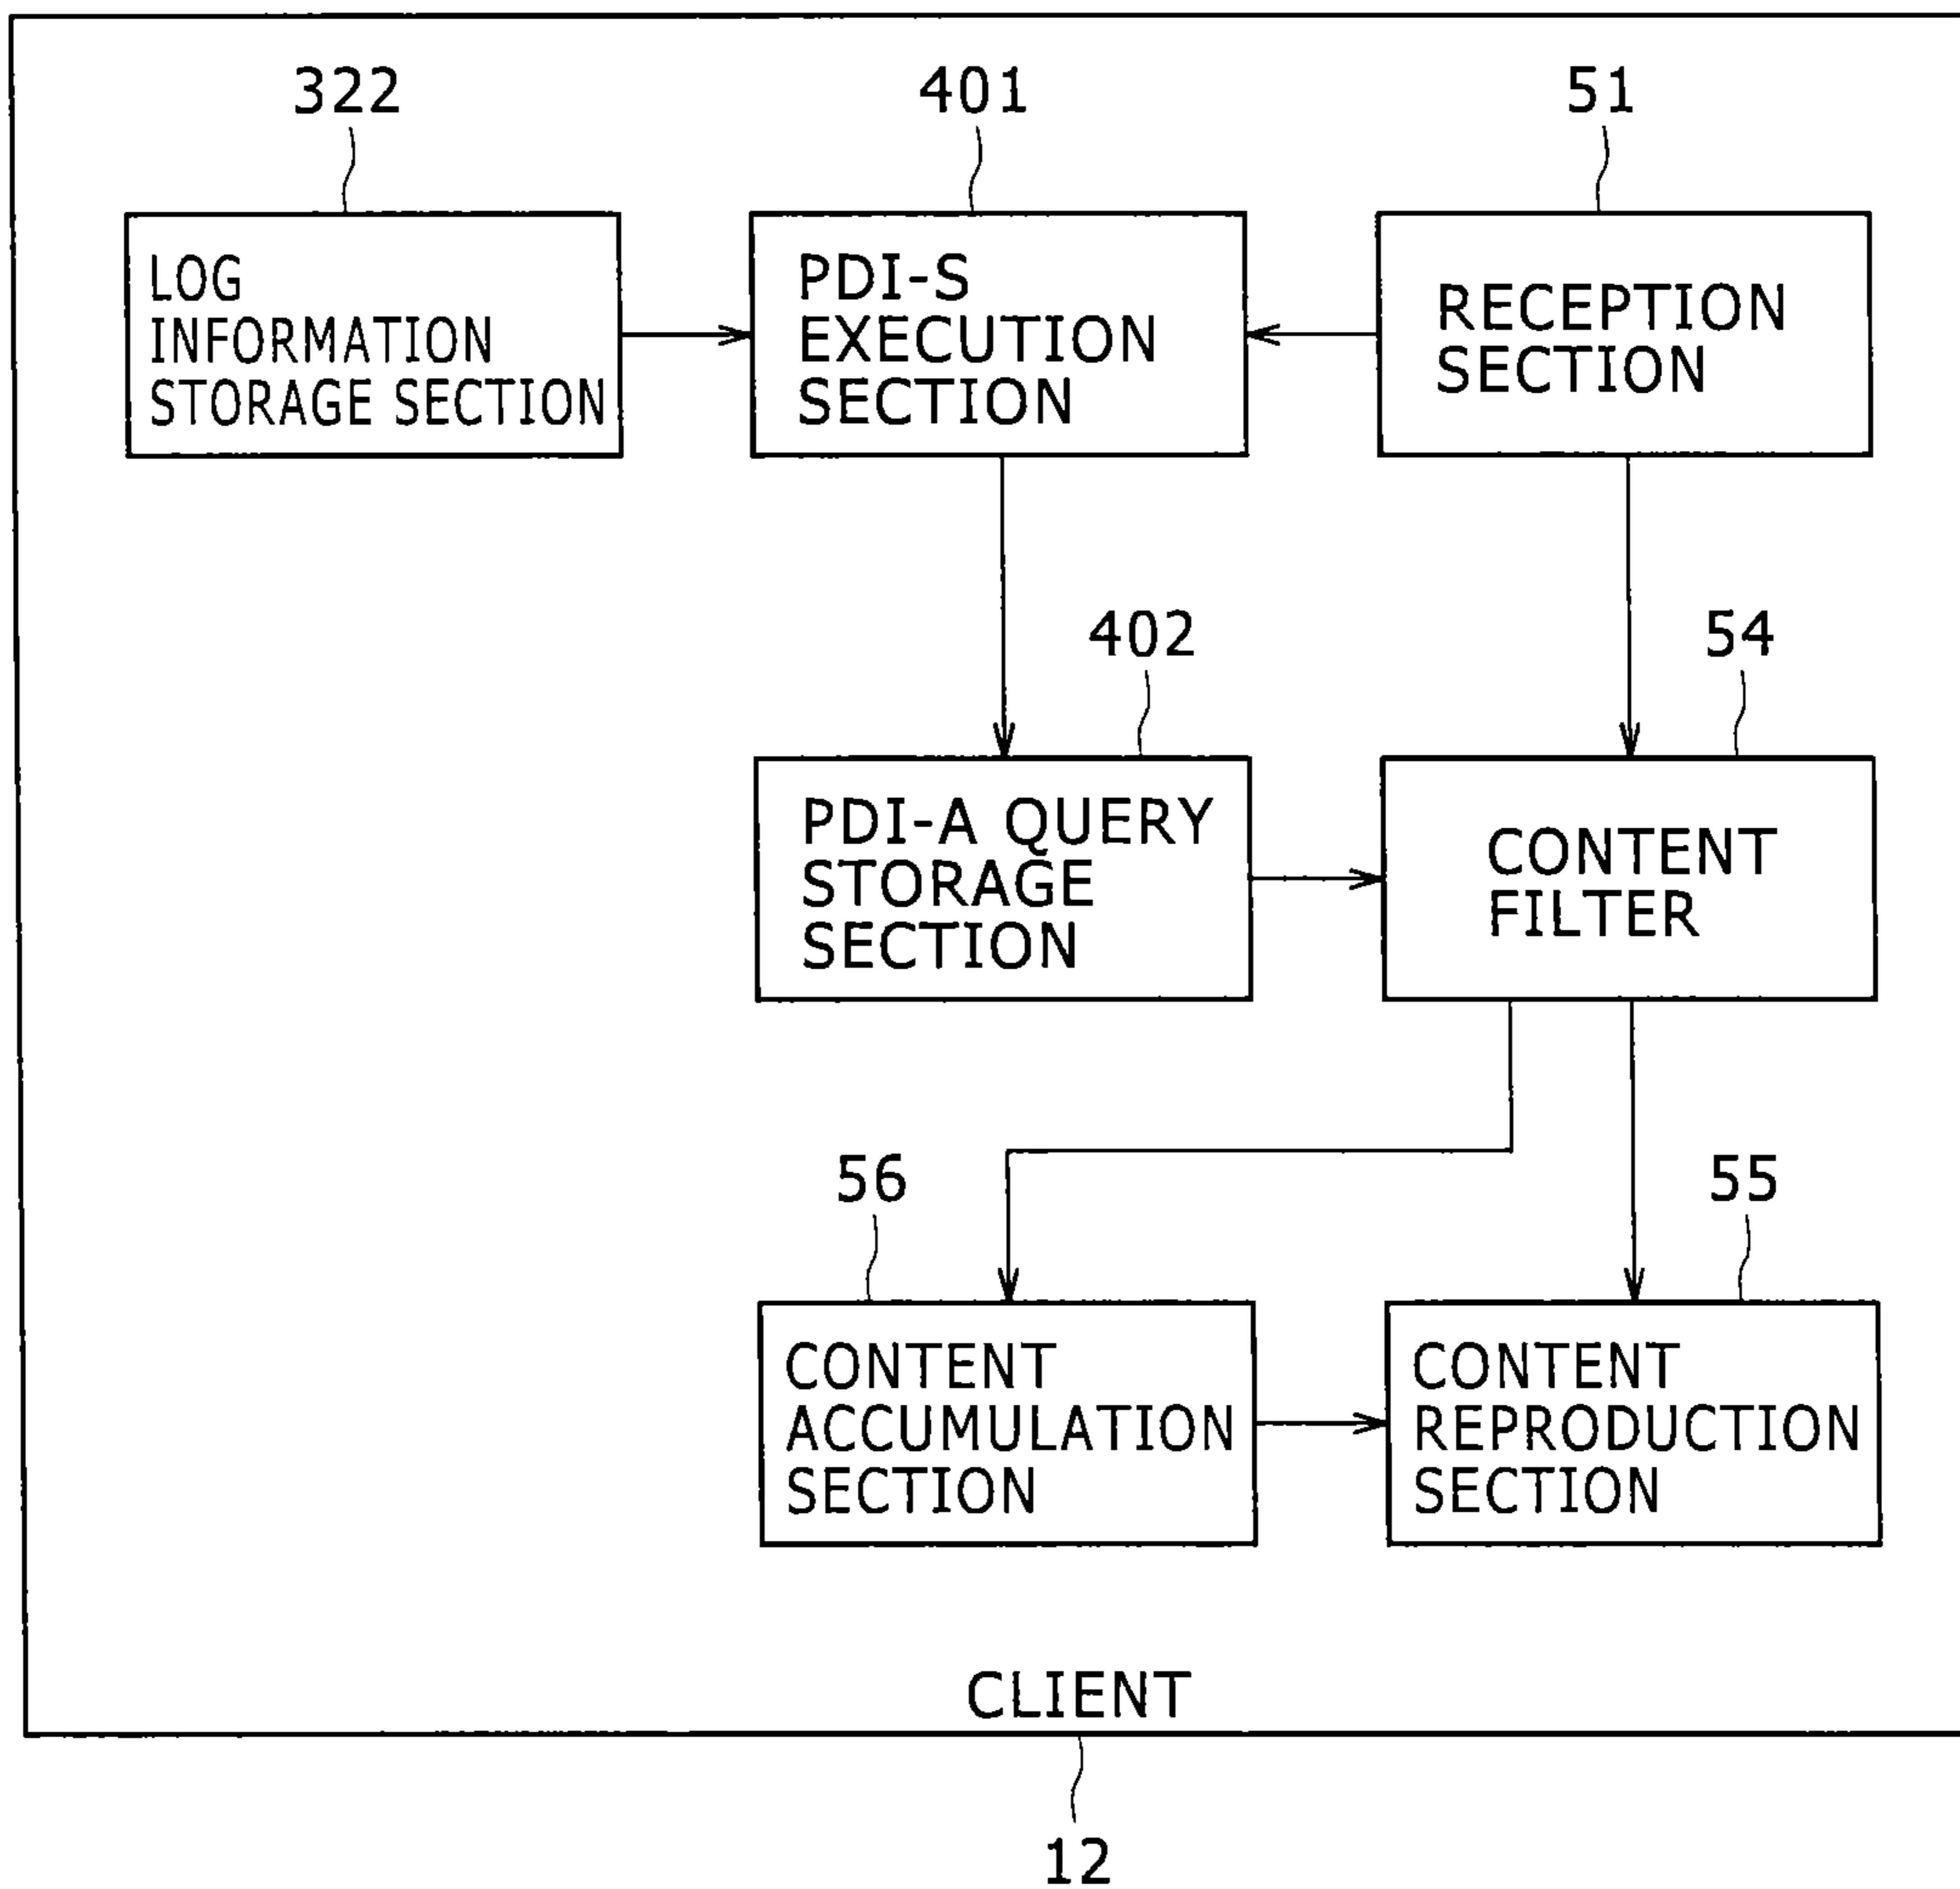 322
401
51
LOG
INFORMATION
STORAGE SECTION
PDI-S
EXECUTION
SECTION
RECEPTION
SECTION
402
54
PDI-A QUERY
STORAGE
SECTION
CONTENT
FILTER
56
55
CONTENT
ACCUMULATION
SECTION
CONTENT
REPRODUCTION
SECTION
CLIENT
12